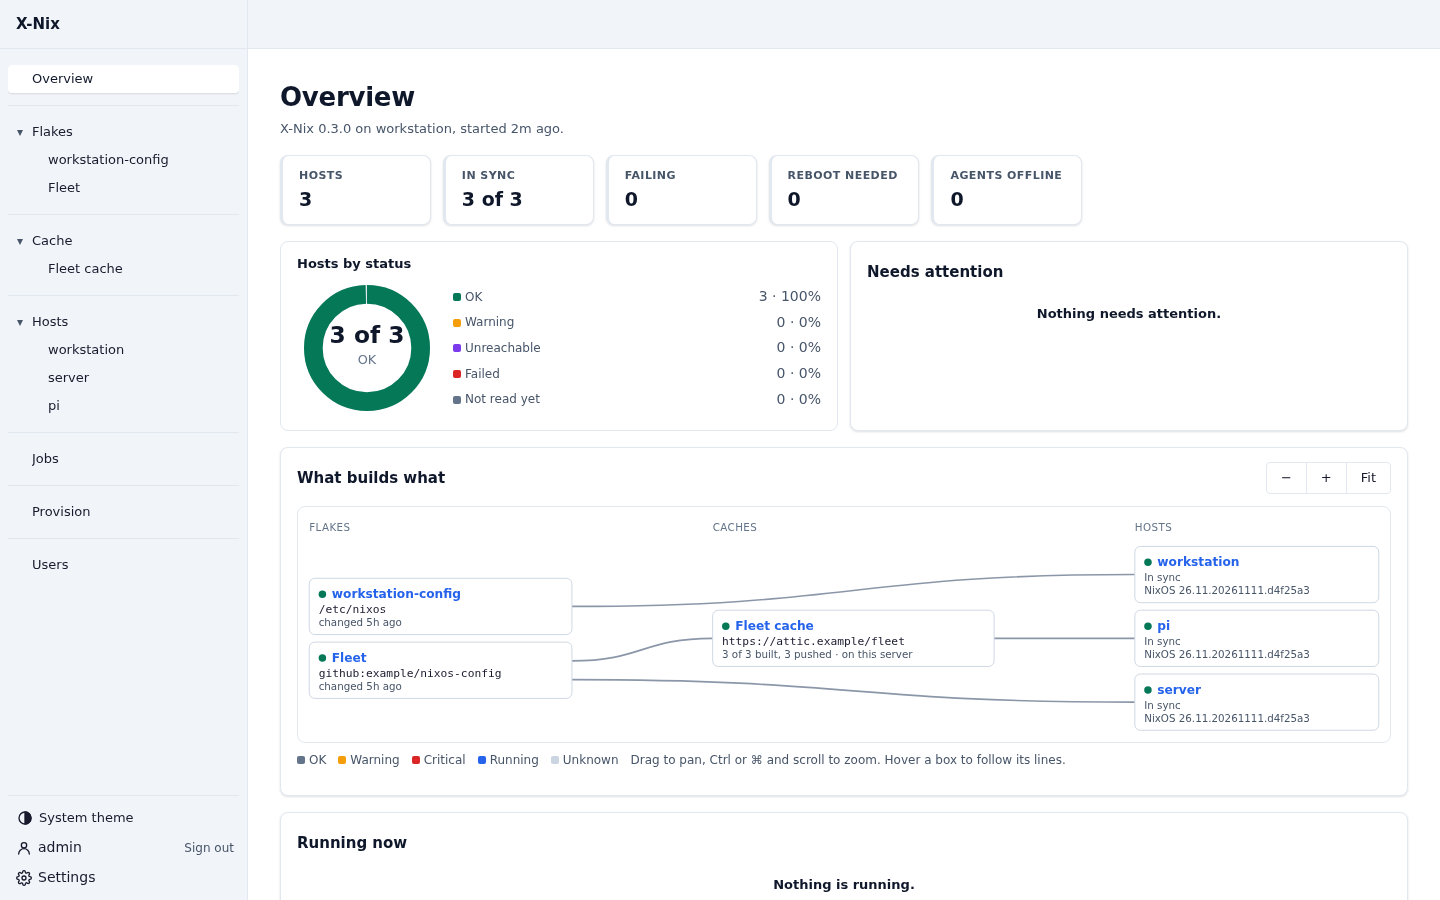 X-Nix
Overview
▾ Flakes
workstation-config
Fleet
▾ Cache
Fleet cache
▾ Hosts
workstation
server
pi
Jobs
Provision
Users
System theme
admin Sign out
Settings
Overview
X-Nix 0.3.0 on workstation, started 2m ago.
HOSTS
3
IN SYNC
3 of 3
FAILING
0
REBOOT NEEDED
0
AGENTS OFFLINE
0
Hosts by status
3 of 3
OK
OK 3 · 100%
Warning 0 · 0%
Unreachable 0 · 0%
Failed 0 · 0%
Not read yet 0 · 0%
Needs attention
Nothing needs attention.
What builds what
− + Fit
FLAKES CACHES HOSTS
workstation-config
/etc/nixos
changed 5h ago
Fleet
github:example/nixos-config
changed 5h ago
Fleet cache
https://attic.example/fleet
3 of 3 built, 3 pushed · on this server
workstation
In sync
NixOS 26.11.20261111.d4f25a3
pi
In sync
NixOS 26.11.20261111.d4f25a3
server
In sync
NixOS 26.11.20261111.d4f25a3
OK Warning Critical Running Unknown Drag to pan, Ctrl or ⌘ and scroll to zoom. Hover a box to follow its lines.
Running now
Nothing is running.